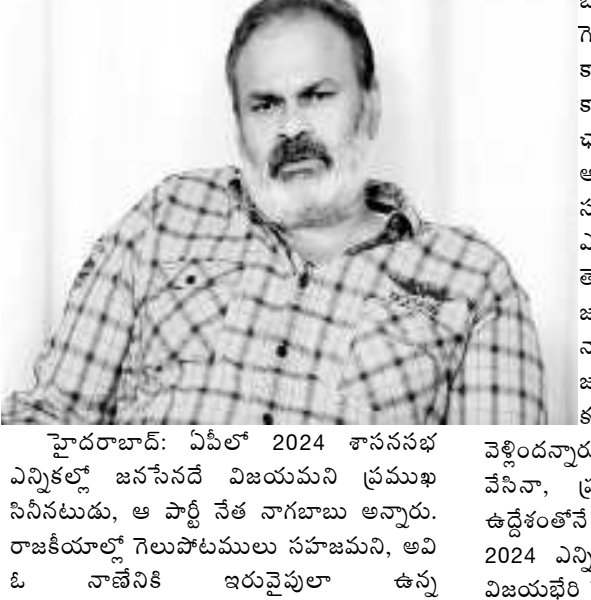 హైదరాబాద్: ఏపీలో 2024 శాసనసభ
ఎన్నికల్లో జనసేనదే విజయమని ప్రముఖ
సినీనటుడు, ఆ పార్టీ నేత నాగబాబు అన్నారు.
రాజకీయాల్లో గెలుపోటములు సహజమని, అవి
ఓ నాణేనికి ఇరువైపులా ఉన్న
వెళ్లిందన్నారు
వేసినా,
ఉద్దేశంతోనే
2024 ఎన్ని
విజయభేరి